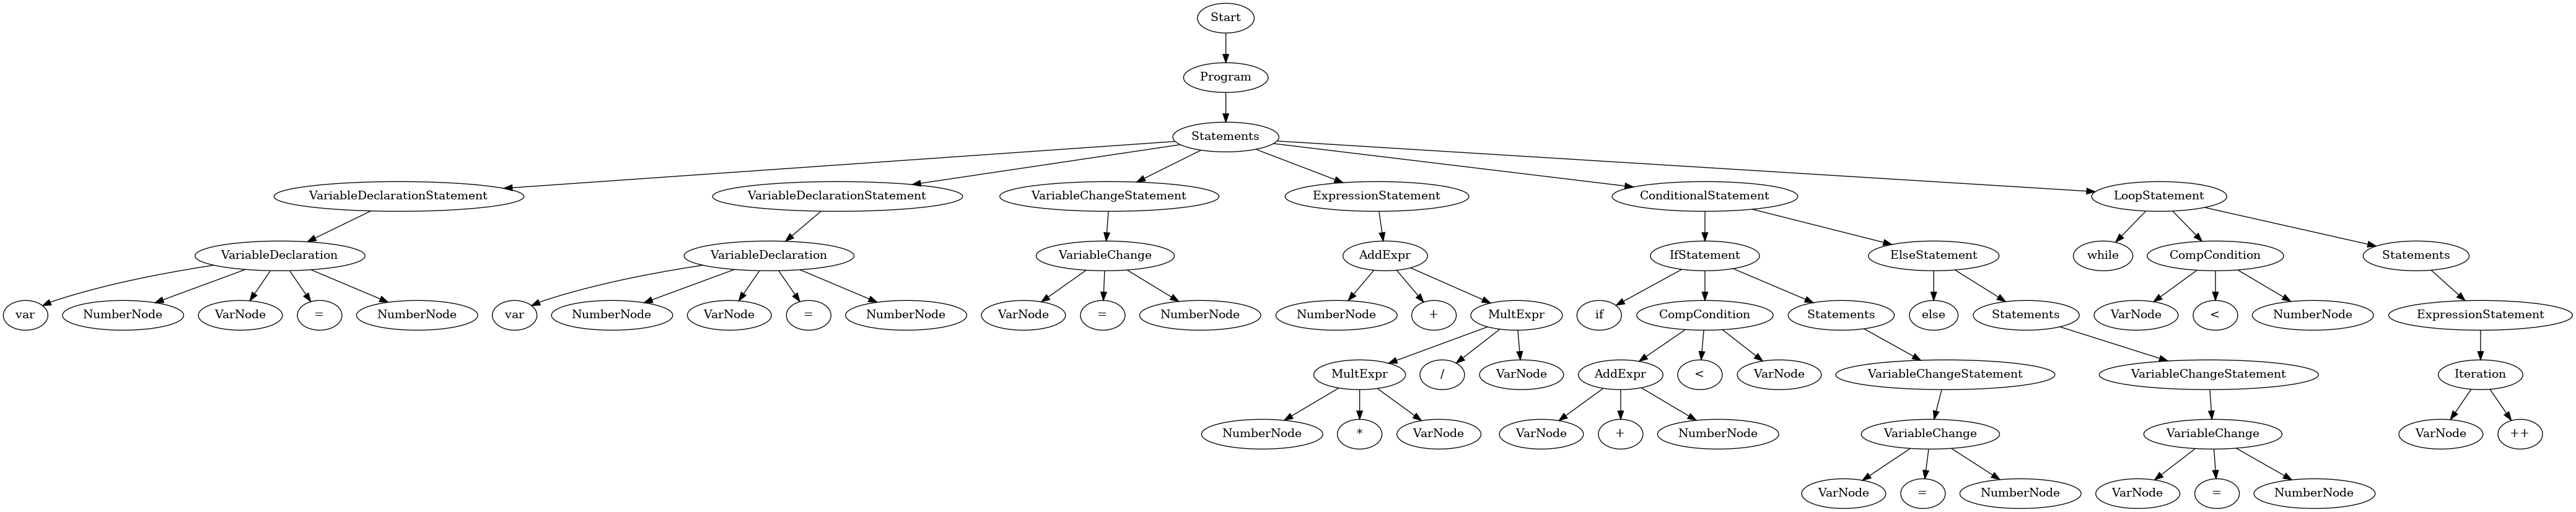 Start
Program
Statements
VariableDeclarationStatement VariableDeclarationStatement VariableChangeStatement ExpressionStatement ConditionalStatement LoopStatement
VariableDeclaration VariableDeclaration VariableChange AddExpr IfStatement ElseStatement while CompCondition Statements
var NumberNode VarNode = NumberNode var NumberNode VarNode = NumberNode VarNode = NumberNode NumberNode + MultExpr if CompCondition Statements else Statements VarNode < NumberNode ExpressionStatement
MultExpr / VarNode AddExpr < VarNode VariableChangeStatement VariableChangeStatement Iteration
NumberNode * VarNode VarNode + NumberNode VariableChange VariableChange VarNode ++
VarNode = NumberNode VarNode = NumberNode